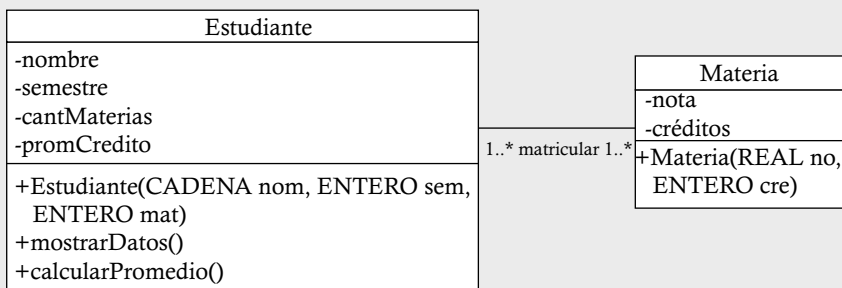 Estudiante
-nombre
-semestre
-cantMaterias
-promCredito
+Estudiante(CADENA nom, ENTERO sem,
ENTERO mat)
+mostrarDatos()
+calcularPromedio()
1..* matricular 1..*
Materia
-nota
-créditos
+Materia(REAL no,
ENTERO cre)